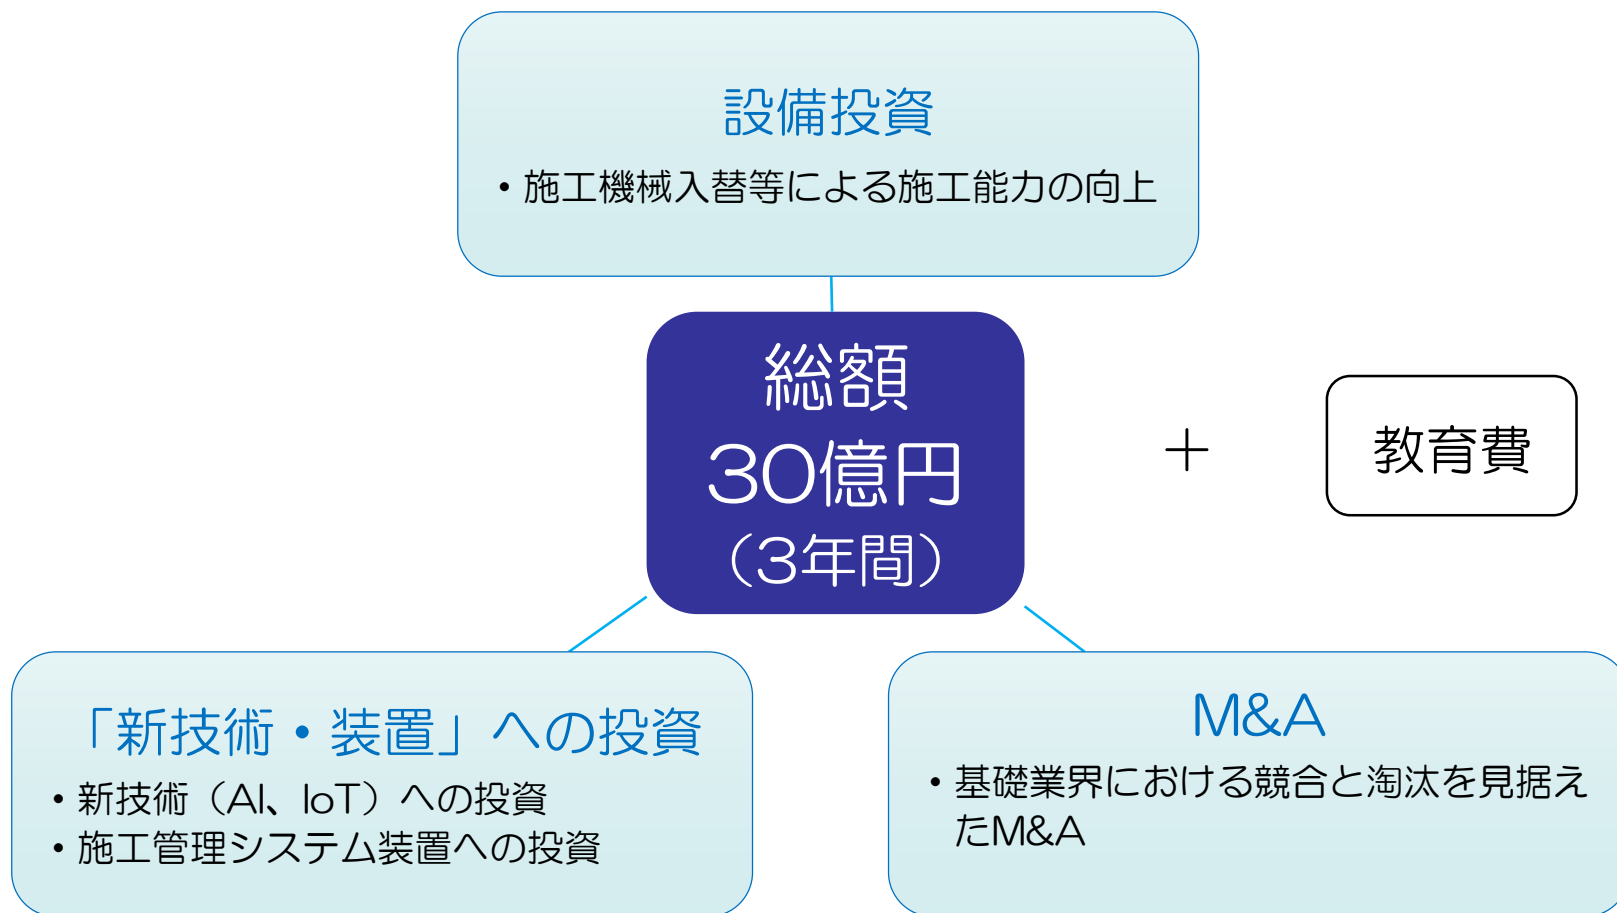 設備投資
・施工機械入替等による施工能力の向上
総額
30億円
（3年間）
＋
教育費
「新技術・装置」への投資
・新技術（AI、IoT）への投資
・施工管理システム装置への投資
M&A
・基礎業界における競合と淘汰を見据え
たM&A